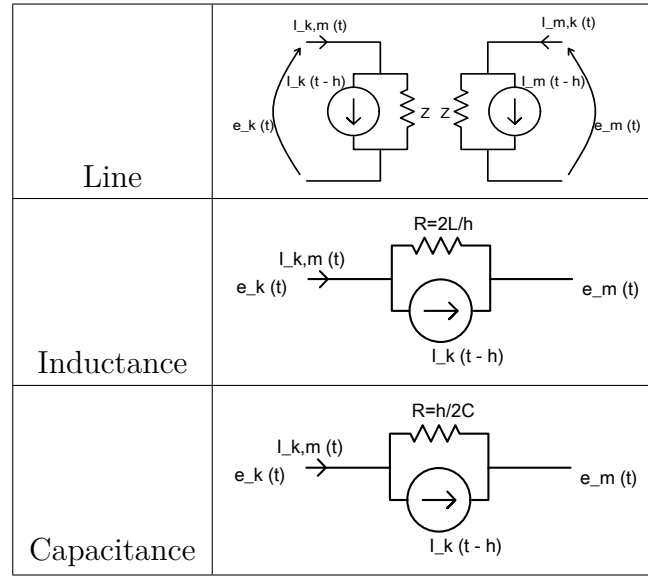 I_k,m (t)
I_m,k (t)
I_k (t - h)
I_m (t - h)
Z
Z
e_k (t)
e_m (t)
Line
R=2L/h
I_k,m (t)
e_k (t)
e_m (t)
I_k (t - h)
Inductance
R=h/2C
I_k,m (t)
e_k (t)
e_m (t)
I_k (t - h)
Capacitance